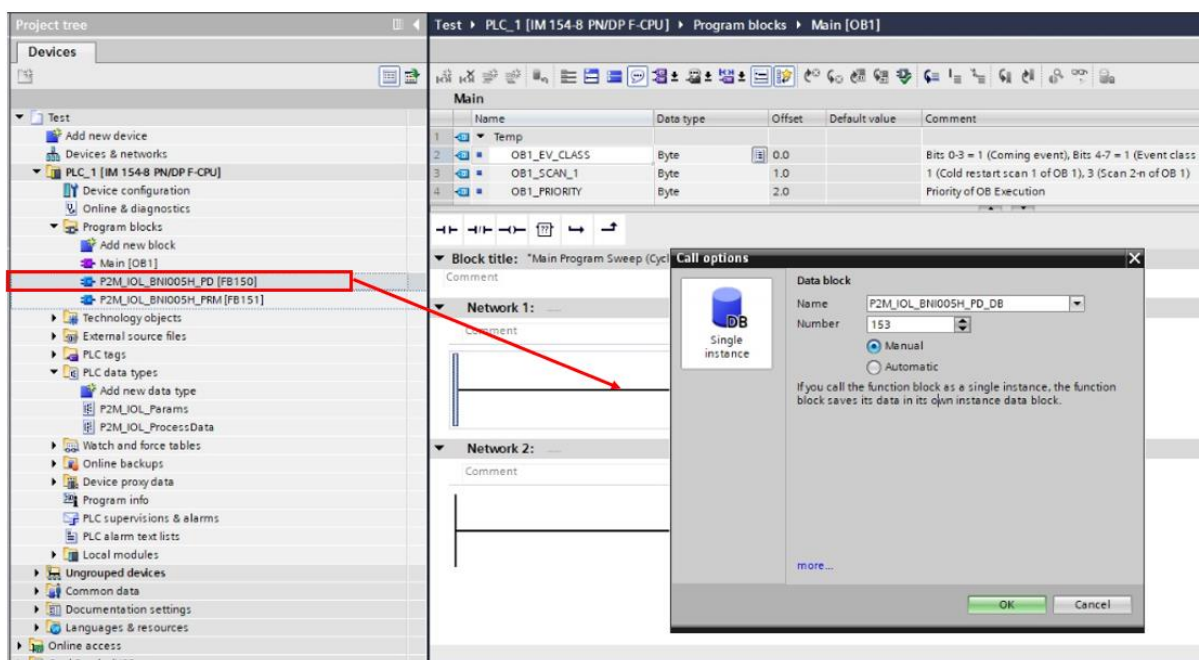 Project tree
Devices
Test
Add new device
Devices & networks
PLC_1 [IM 154-8 PN/DP F-CPU]
Device configuration
Online & diagnostics
Program blocks
Add new block
Main [OB1]
P2M_IOL_BNI005H_PD [FB150]
P2M_IOL_BNI005H_PRM [FB151]
Technology objects
External source files
PLC tags
PLC data types
Add new data type
P2M_IOL_Params
P2M_IOL_ProcessData
Watch and force tables
Online backups
Device proxy data
Program info
PLC supervisions & alarms
PLC alarm text lists
Local modules
Ungrouped devices
Common data
Documentation settings
Languages & resources
Online access
Test PLC_1 [IM 154-8 PN/DP F-CPU] Program blocks Main [OB1]
Main
Name Data type Offset Default value Comment
1 Temp
2 OB1_EV_CLASS Byte 0.0 Bits 0-3 = 1 (Coming event), Bits 4-7 = 1 (Event class
3 OB1_SCAN_1 Byte 1.0 1 (Cold restart scan 1 of OB 1), 3 (Scan 2-n of OB 1)
4 OB1_PRIORITY Byte 2.0 Priority of OB Execution
??
Block title: "Main Program Sweep (Cycl
Comment
Network 1:
Comment
Network 2:
Comment
Call options
DB
Single
instance
Data block
Name P2M_IOL_BNI005H_PD_DB
Number 153
Manual
Automatic
If you call the function block as a single instance, the function
block saves its data in its own instance data block.
more...
OK Cancel